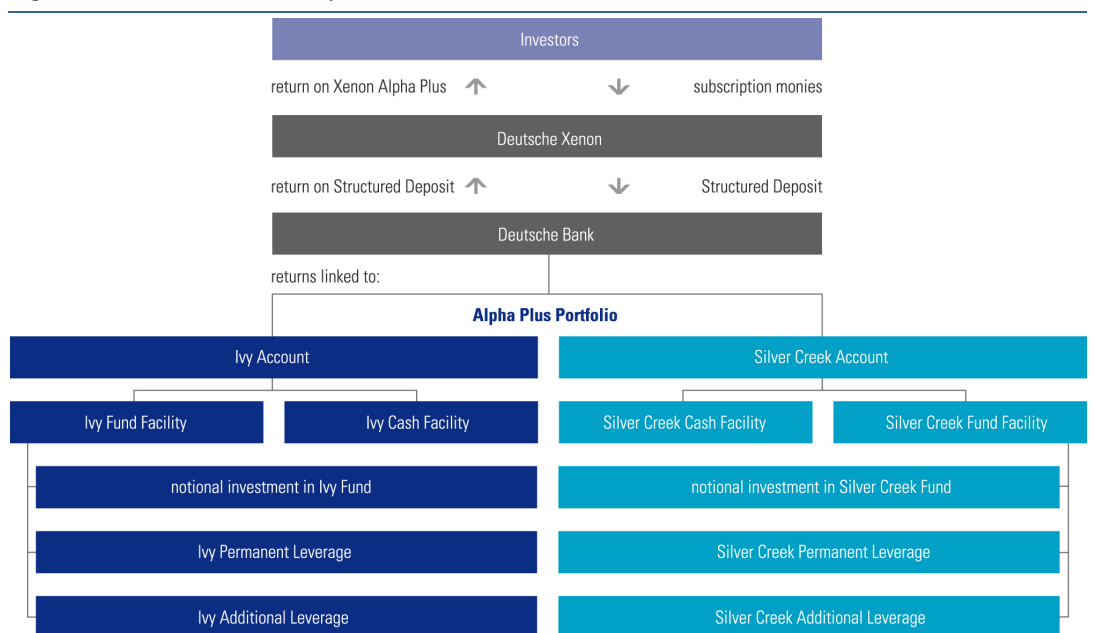 Investors
return on Xenon Alpha Plus
subscription monies
Deutsche Xenon
return on Structured Deposit
Structured Deposit
Deutsche Bank
returns linked to:
Alpha Plus Portfolio
Ivy Account
Silver Creek Account
Ivy Fund Facility
Ivy Cash Facility
Silver Creek Cash Facility
Silver Creek Fund Facility
notional investment in Ivy Fund
notional investment in Silver Creek Fund
Ivy Permanent Leverage
Silver Creek Permanent Leverage
Ivy Additional Leverage
Silver Creek Additional Leverage